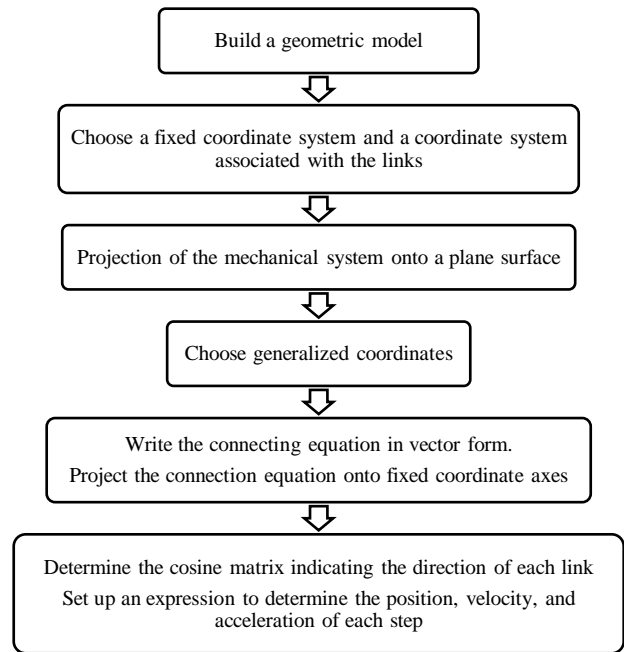 Build a geometric model
Choose a fixed coordinate system and a coordinate system
associated with the links
Projection of the mechanical system onto a plane surface
Choose generalized coordinates
Write the connecting equation in vector form.
Project the connection equation onto fixed coordinate axes
Determine the cosine matrix indicating the direction of each link
Set up an expression to determine the position, velocity, and
acceleration of each step